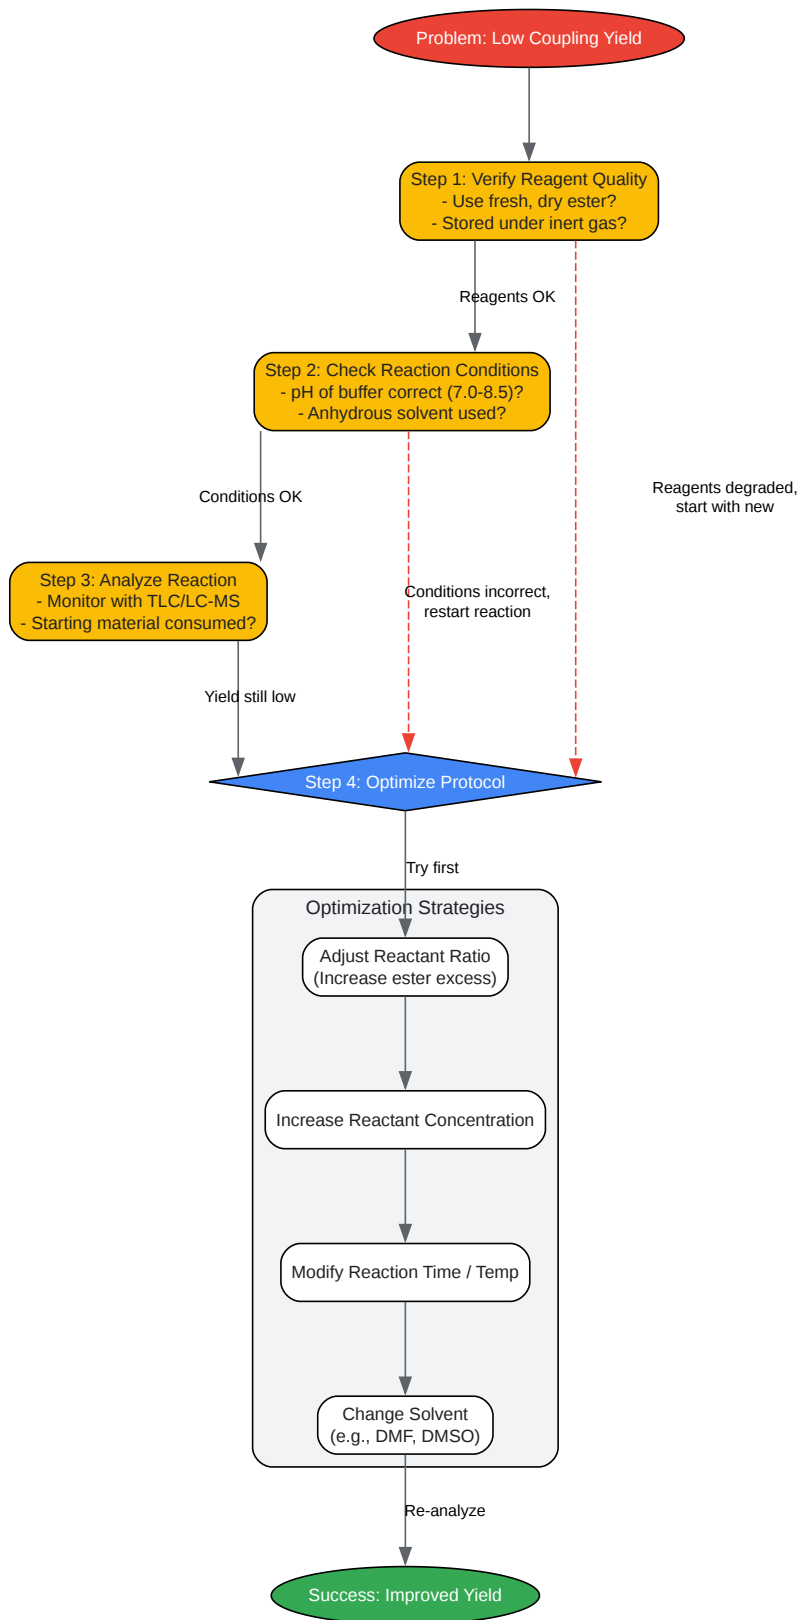 Problem: Low Coupling Yield
Step 1: Verify Reagent Quality
- Use fresh, dry ester?
- Stored under inert gas?
Reagents OK
Step 2: Check Reaction Conditions
- pH of buffer correct (7.0-8.5)?
- Anhydrous solvent used?
Reagents degraded,
start with new
Conditions OK
Step 3: Analyze Reaction
- Monitor with TLC/LC-MS
- Starting material consumed?
Conditions incorrect,
restart reaction
Yield still low
Step 4: Optimize Protocol
Try first
Optimization Strategies
Adjust Reactant Ratio
(Increase ester excess)
Increase Reactant Concentration
Modify Reaction Time / Temp
Change Solvent
(e.g., DMF, DMSO)
Re-analyze
Success: Improved Yield